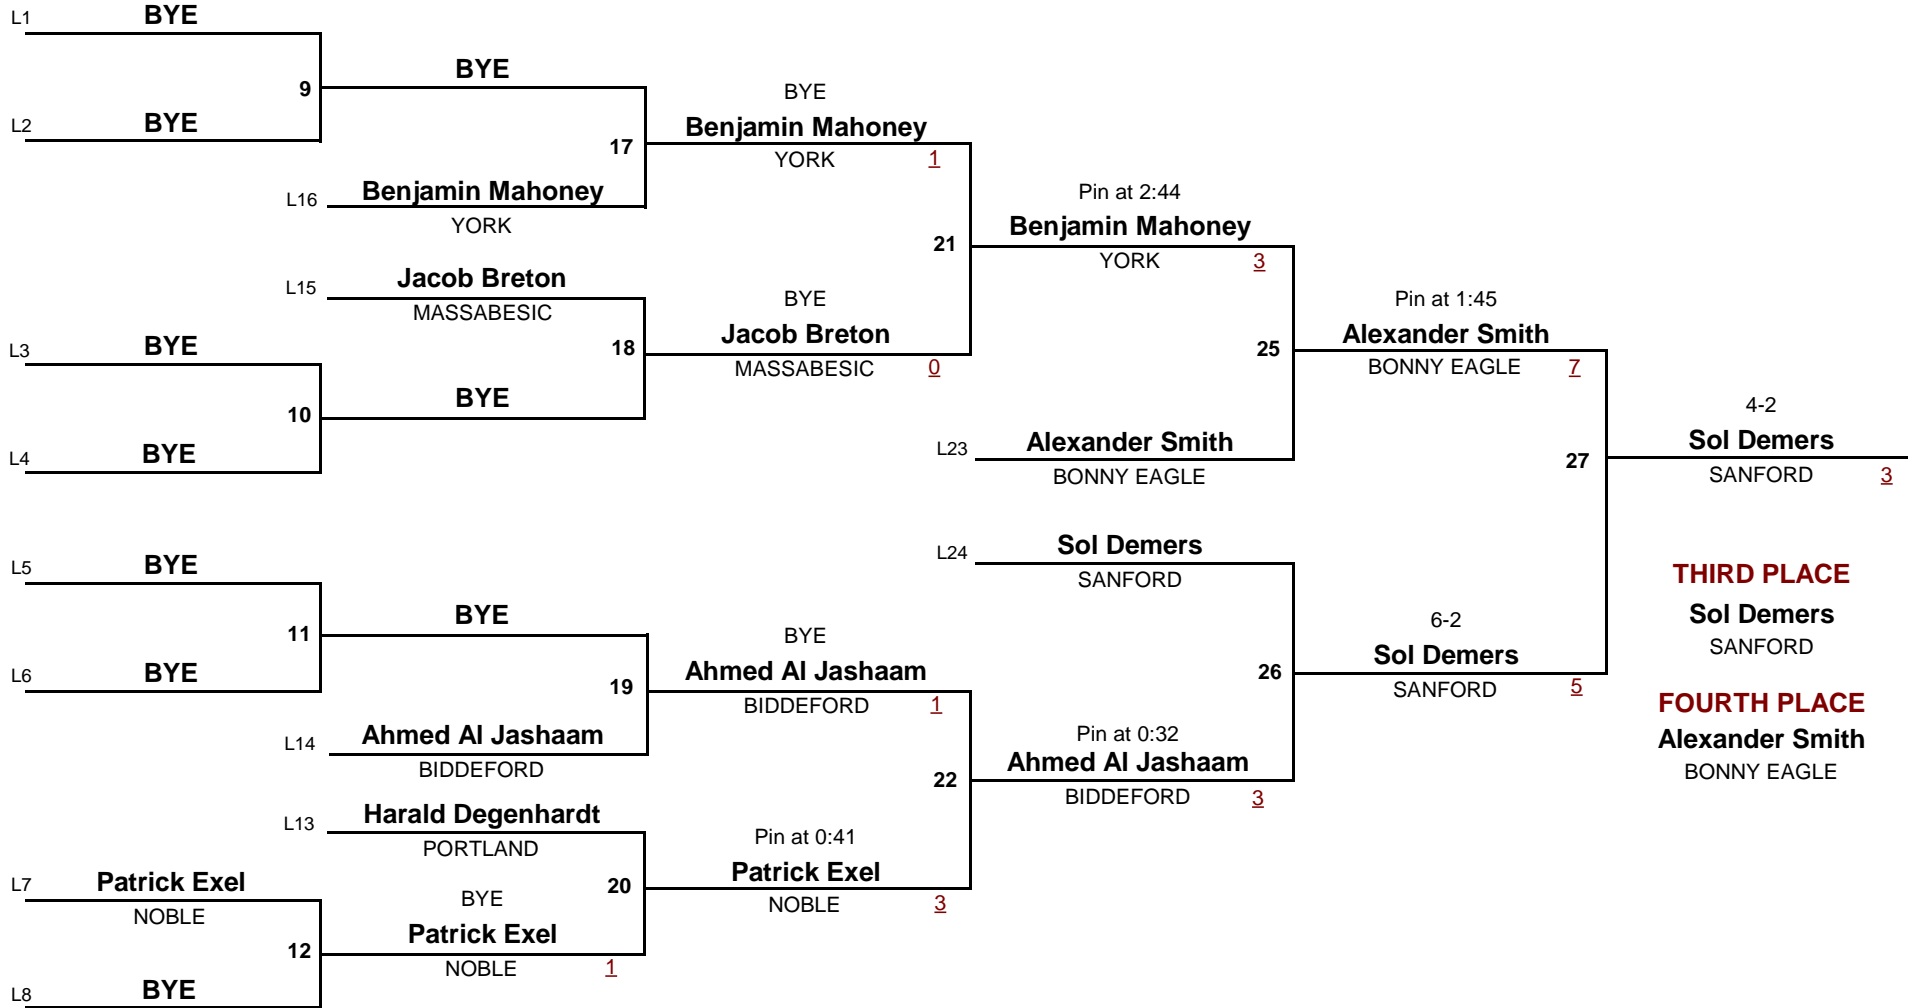 L1 BYE
9
L2 BYE
BYE
17
L16 Benjamin Mahoney
YORK
L15 Jacob Breton
MASSABESIC
18
L3 BYE
10
L4 BYE
BYE
BYE
Benjamin Mahoney
YORK 1
21
BYE
Jacob Breton
MASSABESIC 0
Pin at 2:44
Benjamin Mahoney
YORK 3
25
L23 Alexander Smith
BONNY EAGLE
Pin at 1:45
Alexander Smith
BONNY EAGLE 7
27
4-2
Sol Demers
SANFORD 3
L5 BYE
11
L6 BYE
BYE
19
L14 Ahmed Al Jashaam
BIDDEFORD
L13 Harald Degenhardt
PORTLAND
20
L7 Patrick Exel
NOBLE
12
L8 BYE
BYE
Patrick Exel
NOBLE 1
BYE
Ahmed Al Jashaam
BIDDEFORD 1
22
Pin at 0:41
Patrick Exel
NOBLE 3
L24 Sol Demers
SANFORD
26
Pin at 0:32
Ahmed Al Jashaam
BIDDEFORD 3
6-2
Sol Demers
SANFORD 5
THIRD PLACE
Sol Demers
SANFORD
FOURTH PLACE
Alexander Smith
BONNY EAGLE